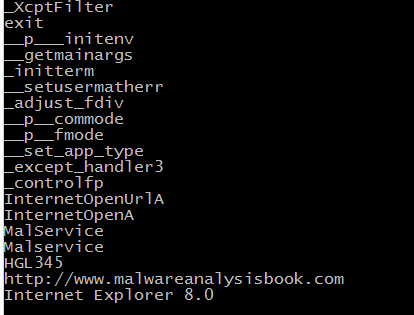 _XcptFilter
exit
__p___initenv
__getmainargs
_initterm
__setusermatherr
_adjust_fdiv
__p__commode
__p__fmode
__set_app_type
_except_handler3
_controlfp
InternetOpenUrlA
InternetOpenA
MalService
Malservice
HGL345
http://www.malwareanalysisbook.com
Internet Explorer 8.0